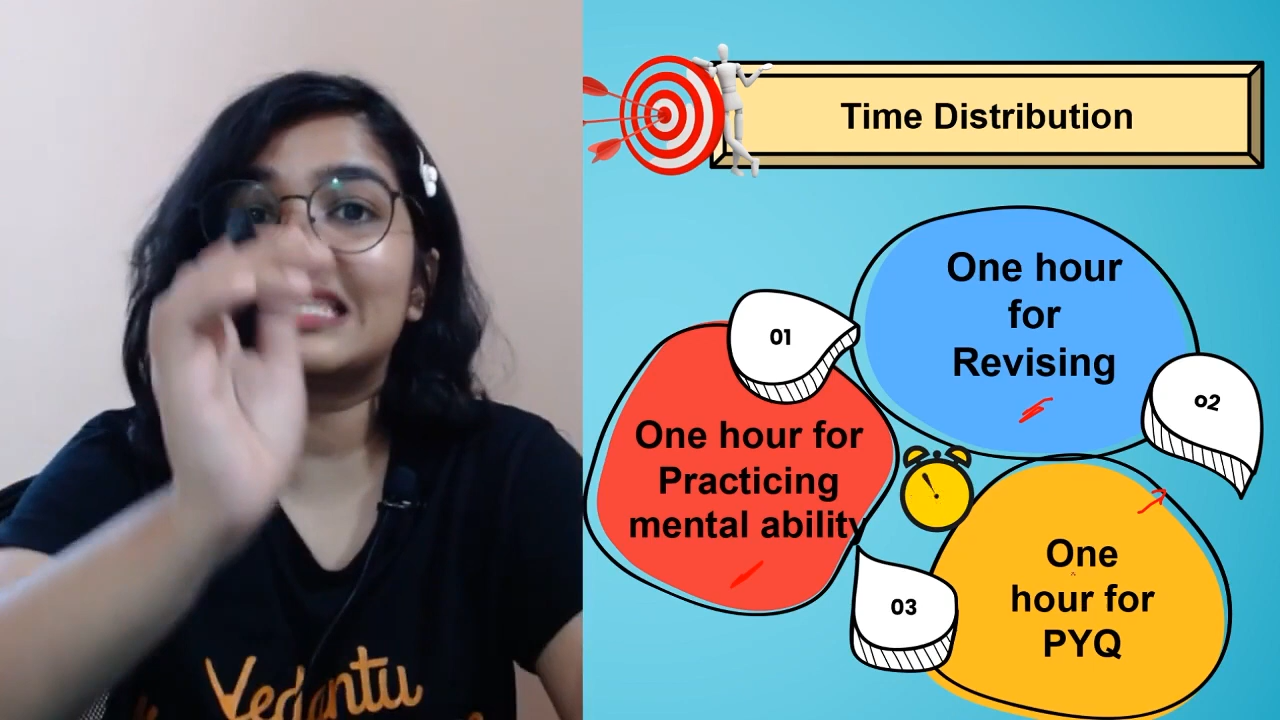 Time Distribution
01
One hour for
Practicing
mental ability
One hour
for
Revising
02
03
One
hour for
PYQ
Vedantu